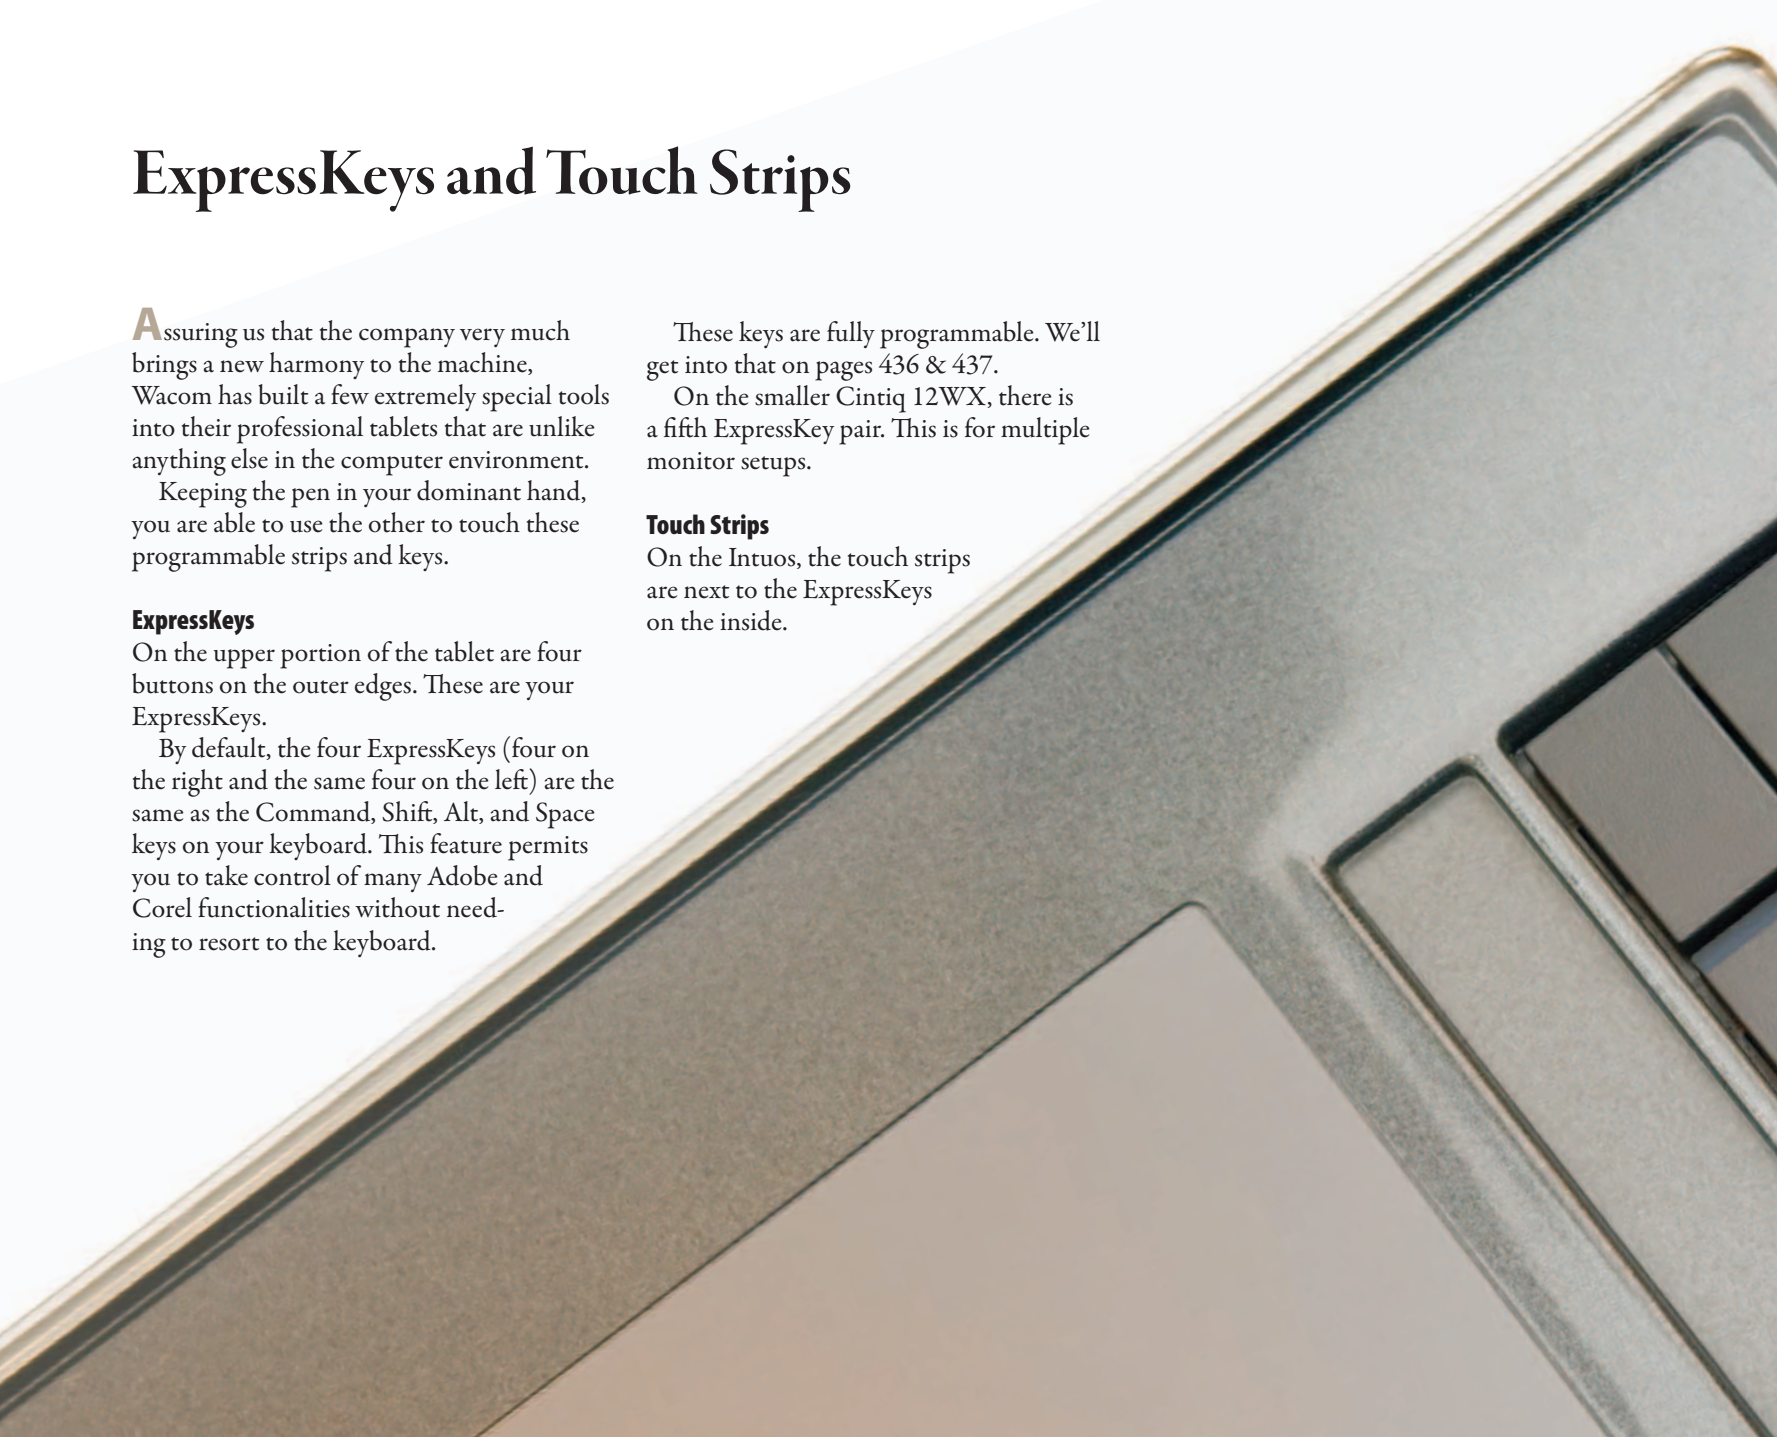 ExpressKeys and Touch Strips
Assuring us that the company very much
brings a new harmony to the machine,
Wacom has built a few extremely special tools
into their professional tablets that are unlike
anything else in the computer environment.
Keeping the pen in your dominant hand,
you are able to use the other to touch these
programmable strips and keys.
ExpressKeys
On the upper portion of the tablet are four
buttons on the outer edges. These are your
ExpressKeys.
By default, the four ExpressKeys (four on
the right and the same four on the left) are the
same as the Command, Shift, Alt, and Space
keys on your keyboard. This feature permits
you to take control of many Adobe and
Corel functionalities without need-
ing to resort to the keyboard.
These keys are fully programmable. We’ll
get into that on pages 436 & 437.
On the smaller Cintiq 12WX, there is
a fifth ExpressKey pair. This is for multiple
monitor setups.
Touch Strips
On the Intuos, the touch strips
are next to the ExpressKeys
on the inside.